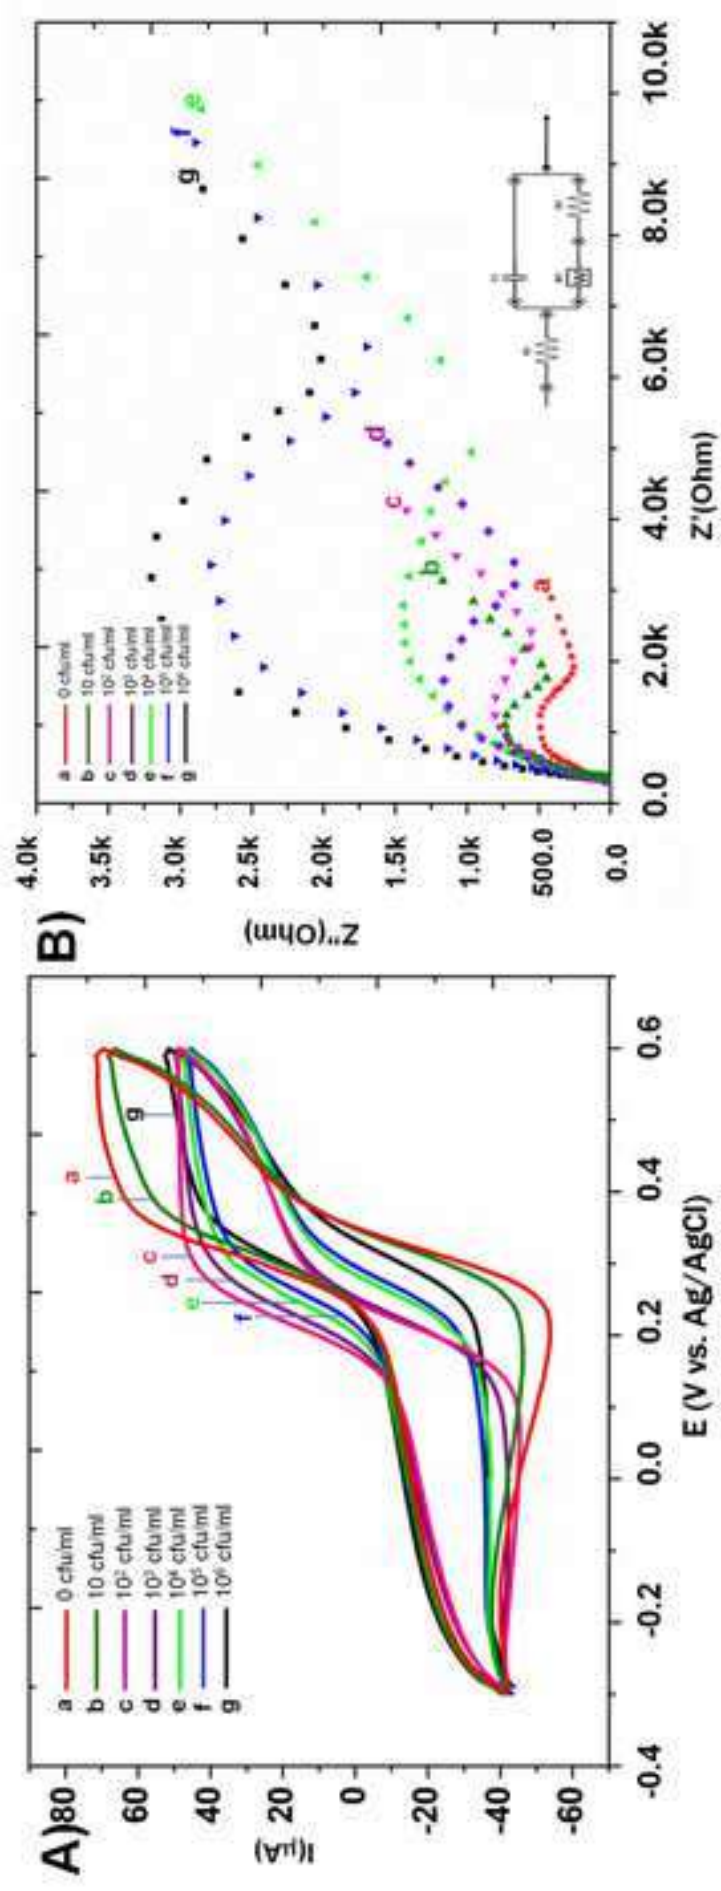 A)
I(µA)
80
60
40
20
0
-20
-40
-60
a 0 cfu/ml
b 10 cfu/ml
c 10² cfu/ml
d 10³ cfu/ml
e 10⁴ cfu/ml
f 10⁵ cfu/ml
g 10⁶ cfu/ml
a
b
c
d
e
f
g
-0.4 -0.2 0.0 0.2 0.4 0.6
E (V vs. Ag/AgCl)
B)
Z''(Ohm)
4.0k
3.5k
3.0k
2.5k
2.0k
1.5k
1.0k
500.0
0.0
a 0 cfu/ml
b 10 cfu/ml
c 10² cfu/ml
d 10³ cfu/ml
e 10⁴ cfu/ml
f 10⁵ cfu/ml
g 10⁶ cfu/ml
g
f
e
d
c
b
a
0.0 2.0k 4.0k 6.0k 8.0k 10.0k
Z'(Ohm)